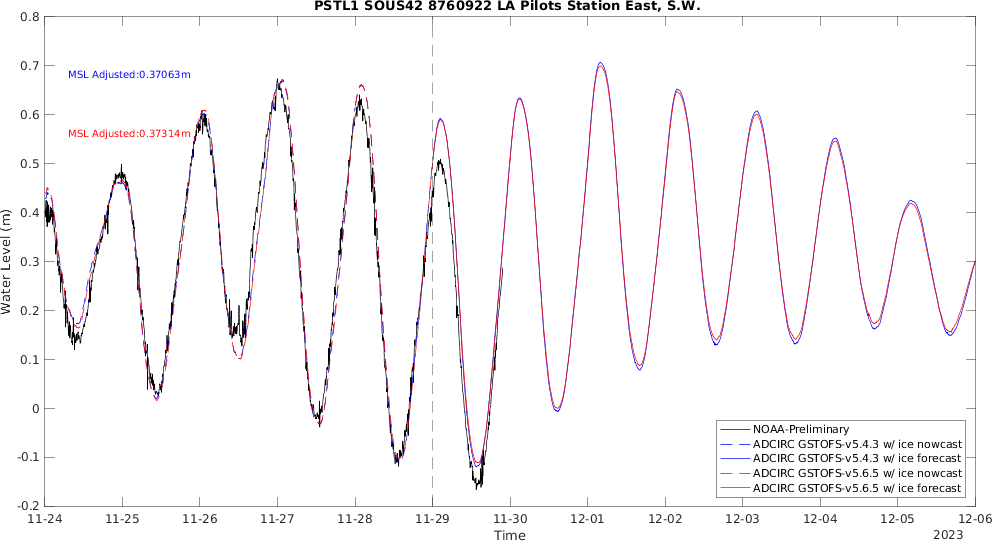 PSTL1 SOUS42 8760922 LA Pilots Station East, S.W.
0.8
0.7
0.6
0.5
0.4
0.3
0.2
0.1
0
-0.1
-0.2
Water Level (m)
MSL Adjusted:0.37063m
MSL Adjusted:0.37314m
NOAA-Preliminary
ADCIRC GSTOFS-v5.4.3 w/ ice nowcast
ADCIRC GSTOFS-v5.4.3 w/ ice forecast
ADCIRC GSTOFS-v5.6.5 w/ ice nowcast
ADCIRC GSTOFS-v5.6.5 w/ ice forecast
11-24 11-25 11-26 11-27 11-28 11-29 11-30 12-01 12-02 12-03 12-04 12-05 12-06
Time
2023